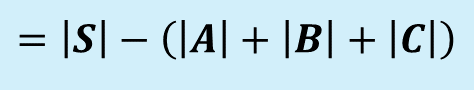 = |S| − (|A| + |B| + |C|)